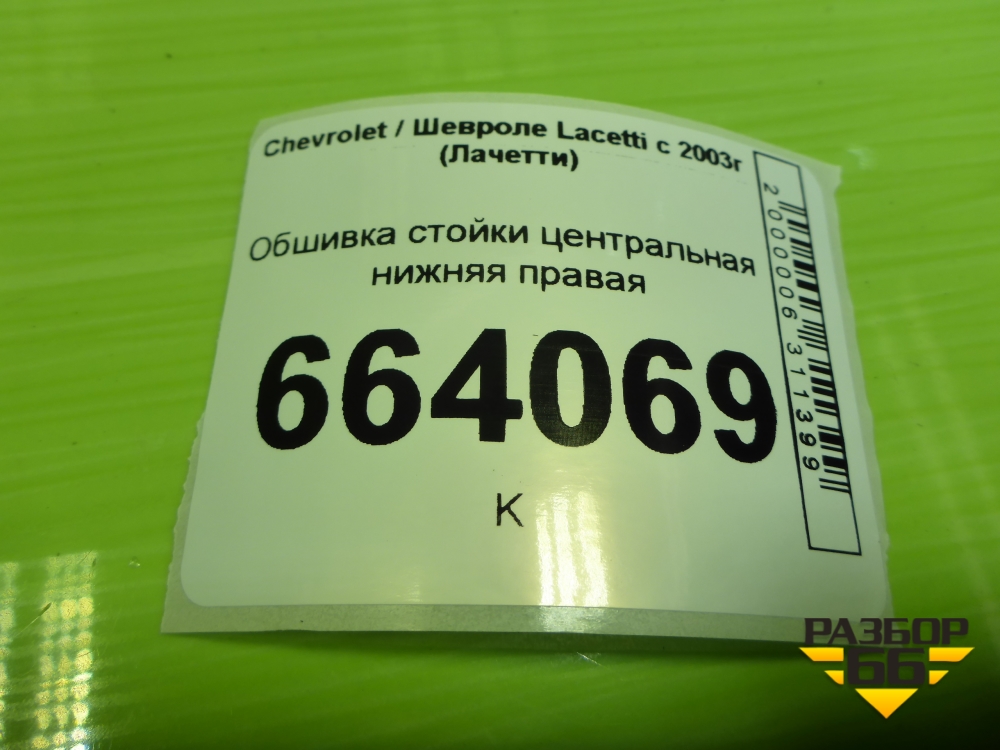 Chevrolet / Шевроле Lacetti с 2003г
(Лачетти)
Обшивка стойки центральная
нижняя правая
664069
К
2000006311399
РАЗБОР
66